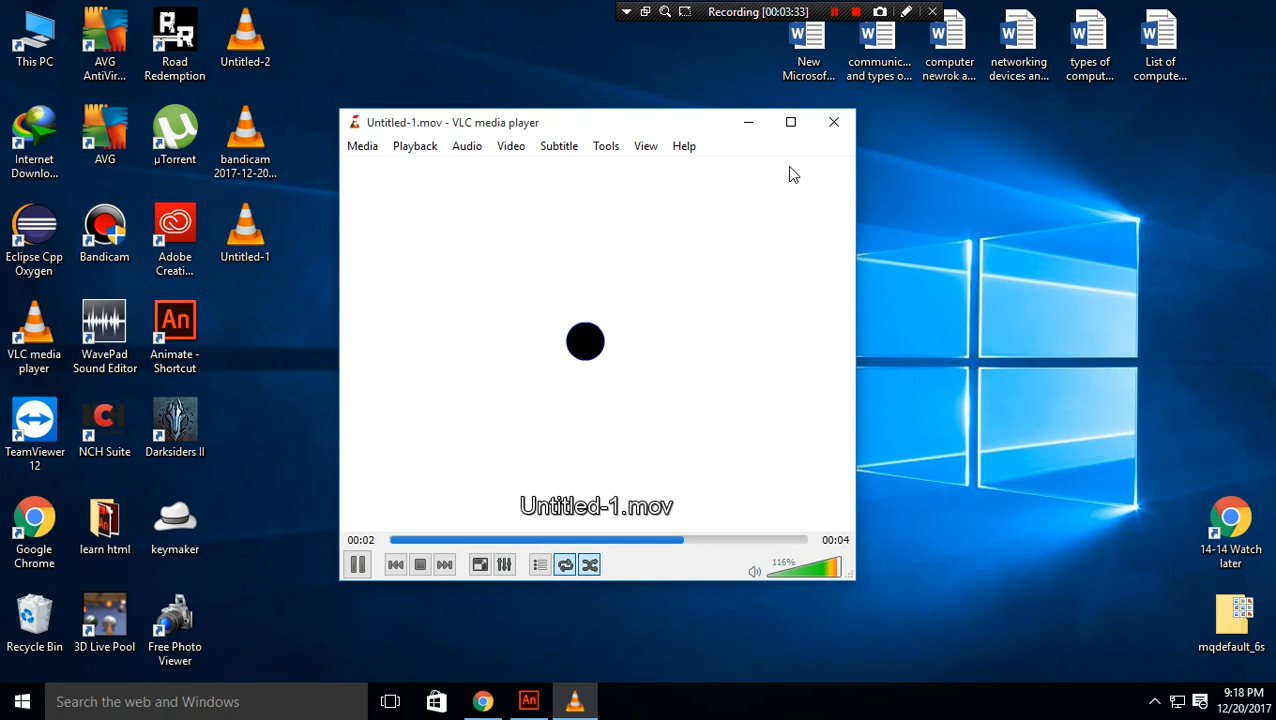 Recording [00:03:33]
This PC
AVG
AntiVir...
Road
Redemption
Untitled-2
New
Microsof...
communic...
and types o...
computer
newrok a...
networking
devices an...
types of
comput...
List of
compute...
Internet
Downlo...
AVG
µTorrent
bandicam
2017-12-20...
Eclipse Cpp
Oxygen
Bandicam
Adobe
Creati...
Untitled-1
VLC media
player
WavePad
Sound Editor
Animate -
Shortcut
TeamViewer
12
NCH Suite
Darksiders II
Google
Chrome
learn html
keymaker
Recycle Bin
3D Live Pool
Free Photo
Viewer
Untitled-1.mov - VLC media player
Media Playback Audio Video Subtitle Tools View Help
Untitled-1.mov
00:02 00:04
116%
14-14 Watch
later
mqdefault_6s
Search the web and Windows
9:18 PM
12/20/2017